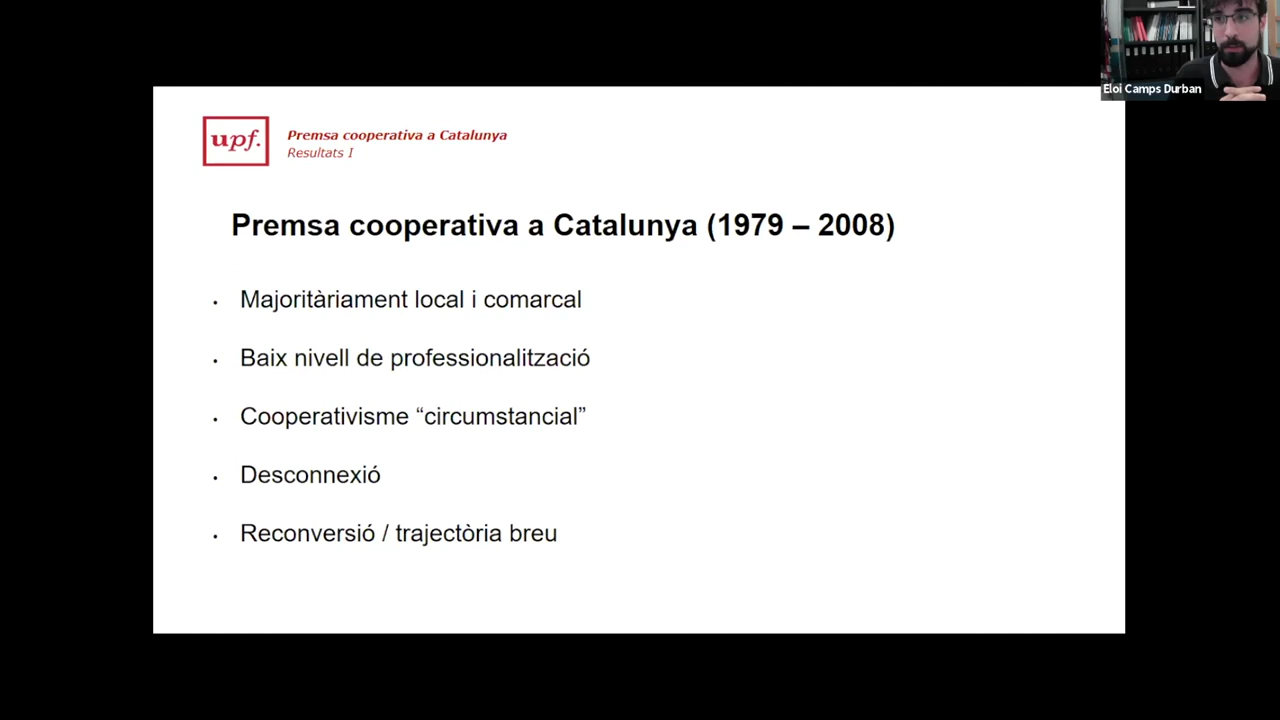 Eloi Camps Durban
upf.
Premsa cooperativa a Catalunya
Resultats I
Premsa cooperativa a Catalunya (1979 – 2008)
• Majoritàriament local i comarcal
• Baix nivell de professionalització
• Cooperativisme “circumstancial”
• Desconnexió
• Reconversió / trajectòria breu